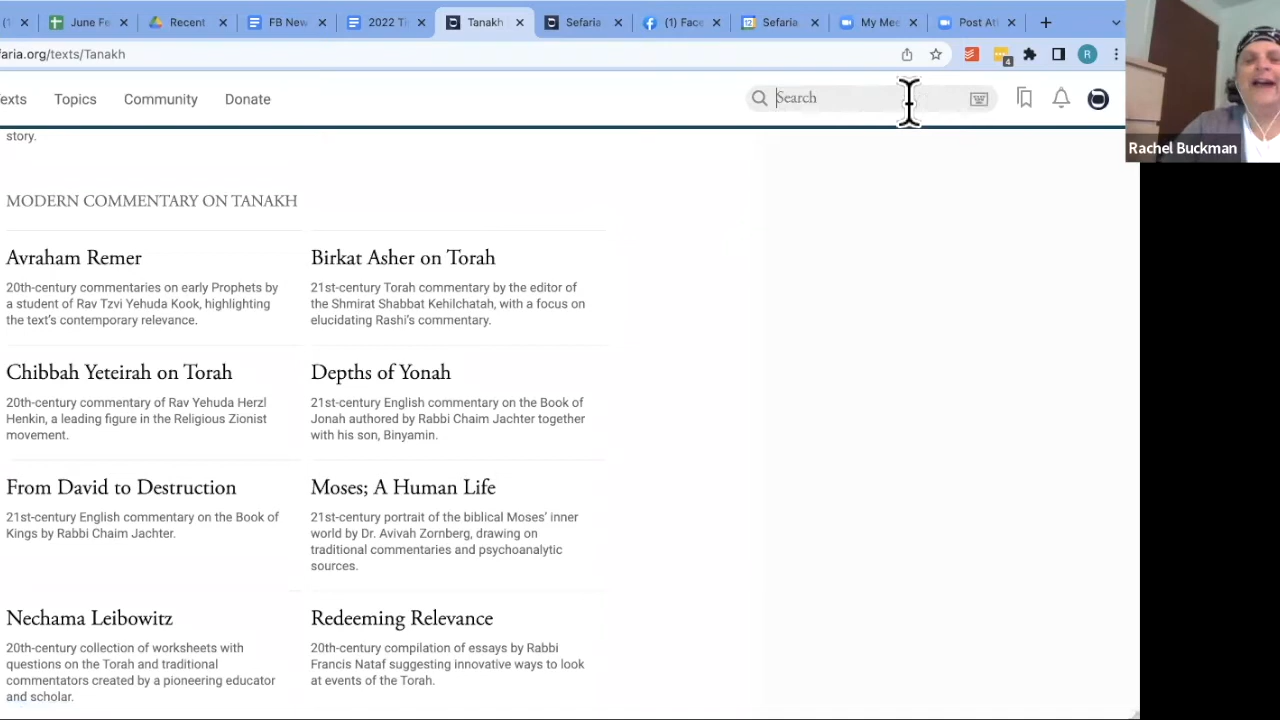 (1
June Fe
Recent
FB New
2022 Ti
Tanakh
Sefaria
(1) Face
Sefaria
My Mee
Post Ati
faria.org/texts/Tanakh
4
R
exts
Topics
Community
Donate
Search
story.
Rachel Buckman
MODERN COMMENTARY ON TANAKH
Avraham Remer
20th-century commentaries on early Prophets by
a student of Rav Tzvi Yehuda Kook, highlighting
the text's contemporary relevance.
Birkat Asher on Torah
21st-century Torah commentary by the editor of
the Shmirat Shabbat Kehilchatah, with a focus on
elucidating Rashi's commentary.
Chibbah Yeteirah on Torah
20th-century commentary of Rav Yehuda Herzl
Henkin, a leading figure in the Religious Zionist
movement.
Depths of Yonah
21st-century English commentary on the Book of
Jonah authored by Rabbi Chaim Jachter together
with his son, Binyamin.
From David to Destruction
21st-century English commentary on the Book of
Kings by Rabbi Chaim Jachter.
Moses; A Human Life
21st-century portrait of the biblical Moses' inner
world by Dr. Avivah Zornberg, drawing on
traditional commentaries and psychoanalytic
sources.
Nechama Leibowitz
20th-century collection of worksheets with
questions on the Torah and traditional
commentators created by a pioneering educator
and scholar.
Redeeming Relevance
20th-century compilation of essays by Rabbi
Francis Nataf suggesting innovative ways to look
at events of the Torah.